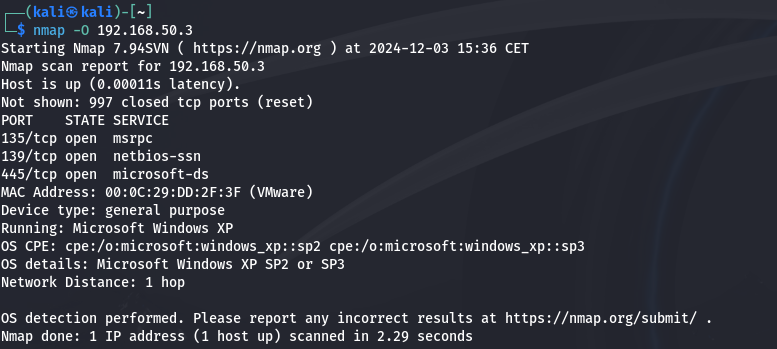 ┌──(kali㉿kali)-[~]
└─$ nmap -O 192.168.50.3
Starting Nmap 7.94SVN ( https://nmap.org ) at 2024-12-03 15:36 CET
Nmap scan report for 192.168.50.3
Host is up (0.00011s latency).
Not shown: 997 closed tcp ports (reset)
PORT    STATE SERVICE
135/tcp open  msrpc
139/tcp open  netbios-ssn
445/tcp open  microsoft-ds
MAC Address: 00:0C:29:DD:2F:3F (VMware)
Device type: general purpose
Running: Microsoft Windows XP
OS CPE: cpe:/o:microsoft:windows_xp::sp2 cpe:/o:microsoft:windows_xp::sp3
OS details: Microsoft Windows XP SP2 or SP3
Network Distance: 1 hop

OS detection performed. Please report any incorrect results at https://nmap.org/submit/ .
Nmap done: 1 IP address (1 host up) scanned in 2.29 seconds